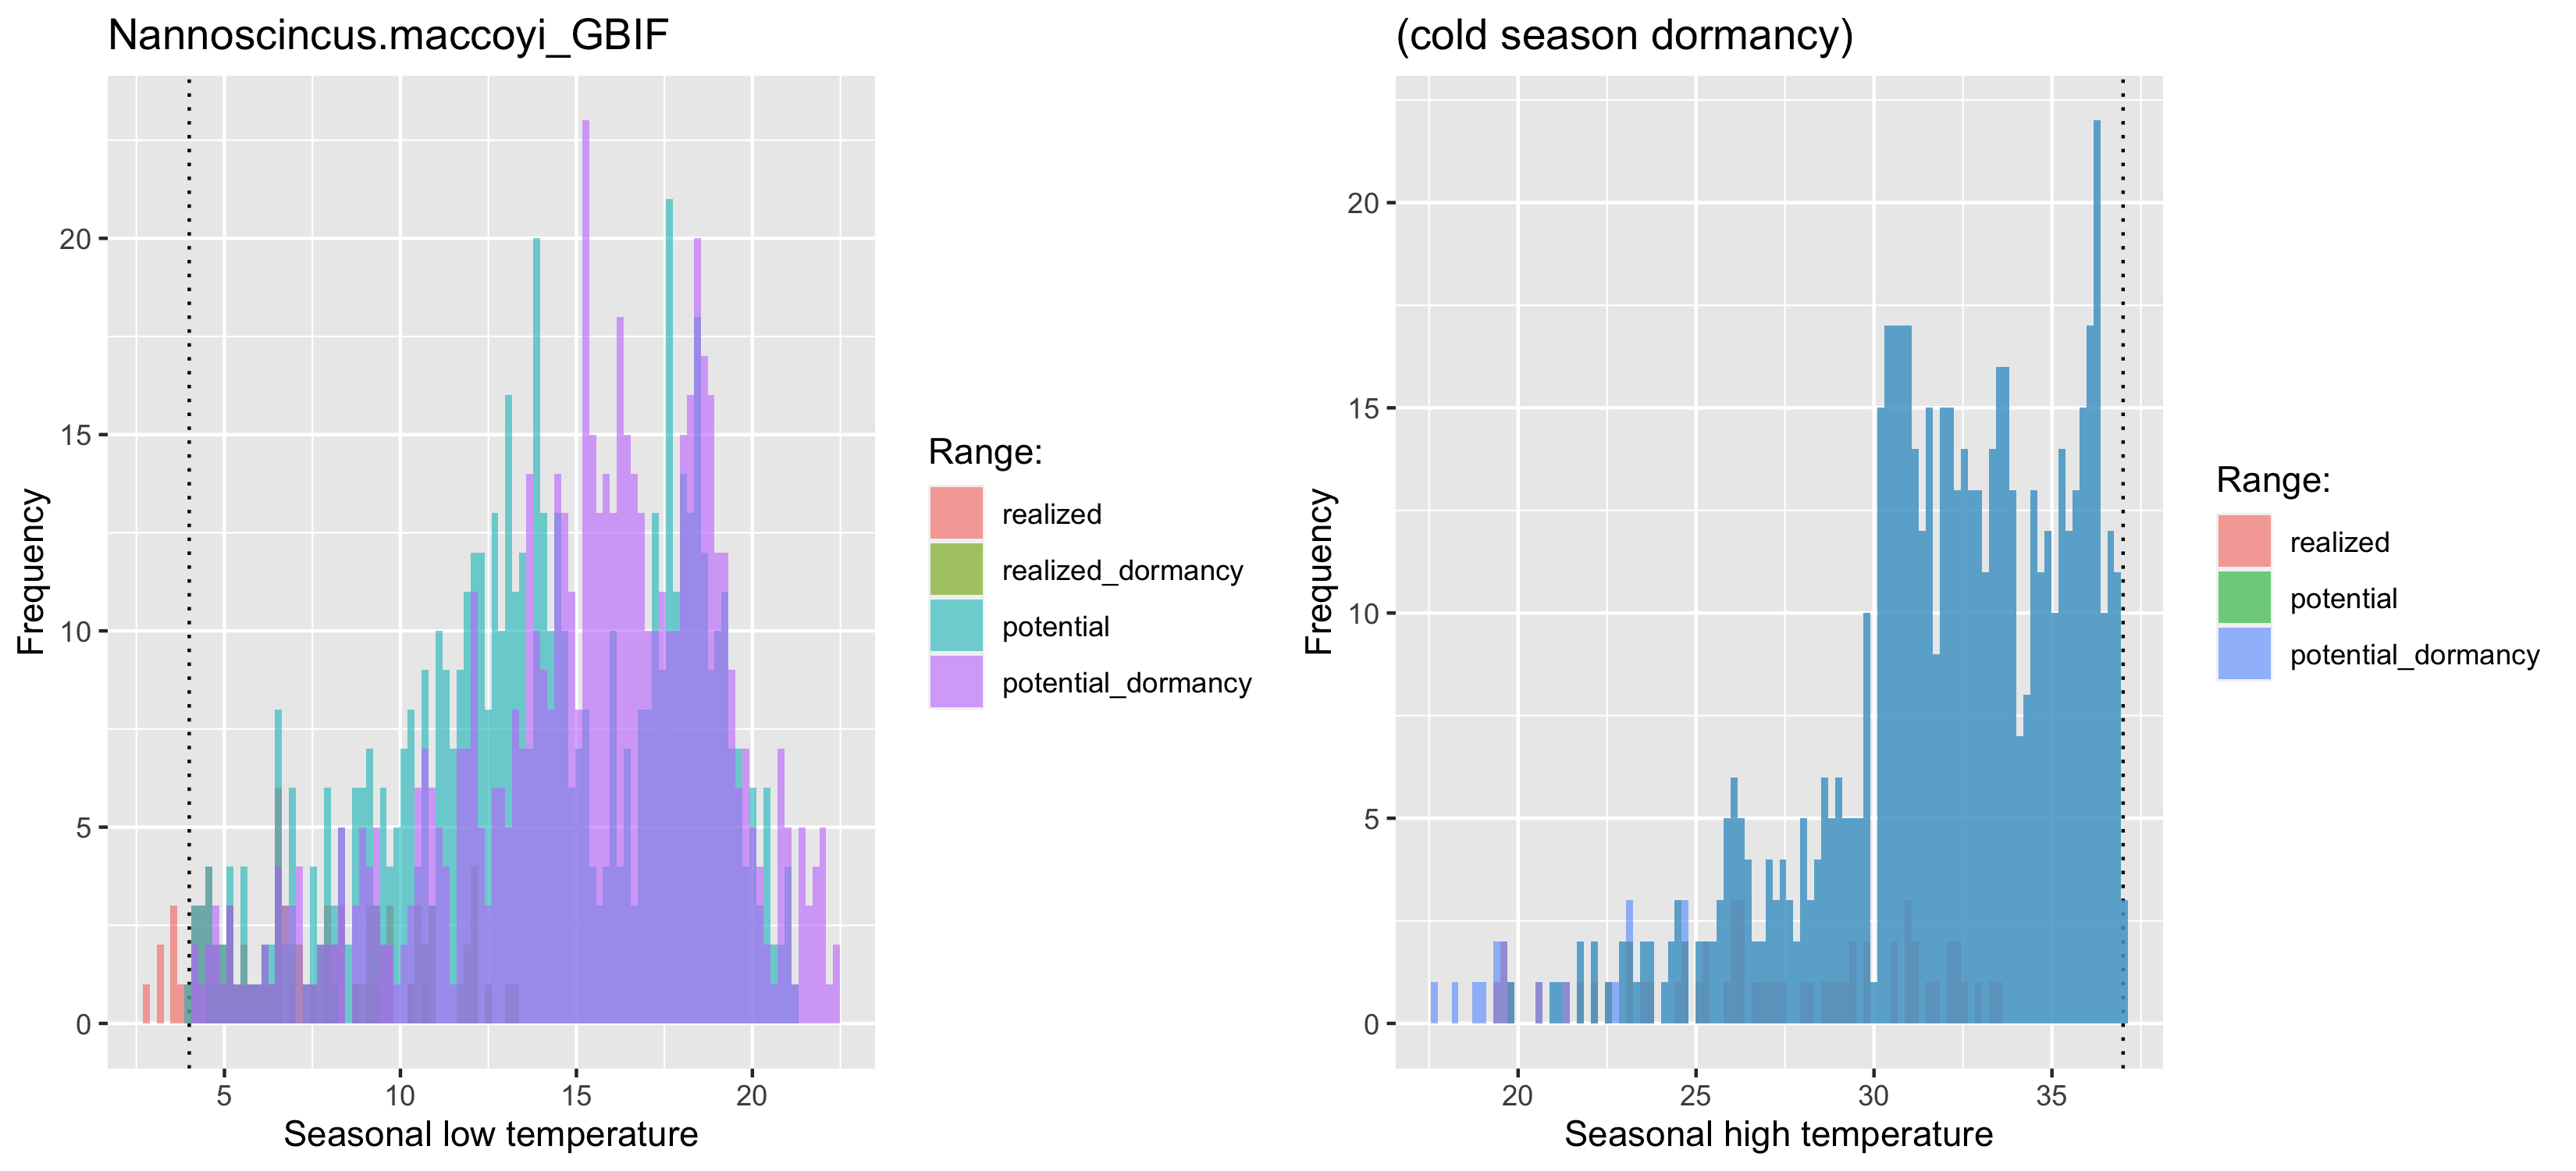 Nannoscincus.maccoyi_GBIF
Frequency
20
15
10
5
0
5
10
15
20
Seasonal low temperature
Range:
realized
realized_dormancy
potential
potential_dormancy
(cold season dormancy)
Frequency
20
15
10
5
0
20
25
30
35
Seasonal high temperature
Range:
realized
potential
potential_dormancy